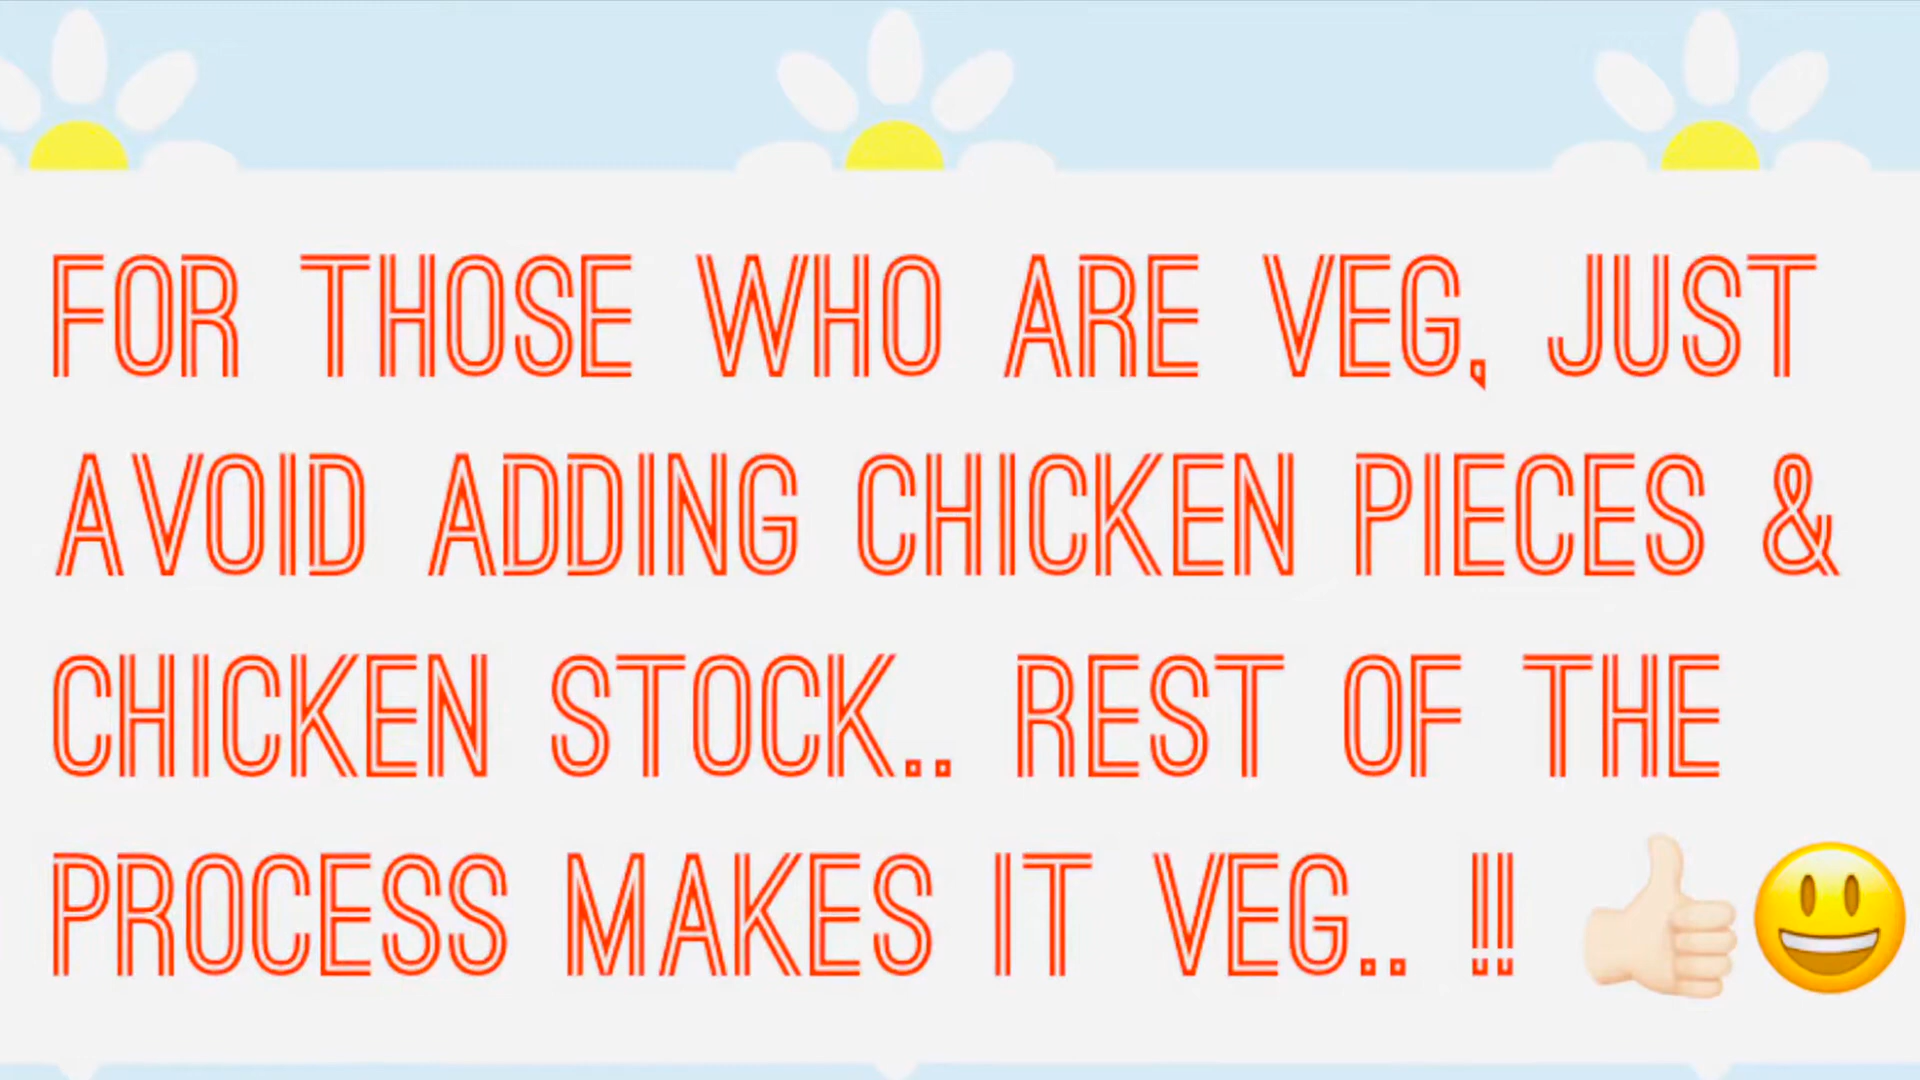 FOR THOSE WHO ARE VEG, JUST
AVOID ADDING CHICKEN PIECES &
CHICKEN STOCK.. REST OF THE
PROCESS MAKES IT VEG.. !! 👍🏻😃